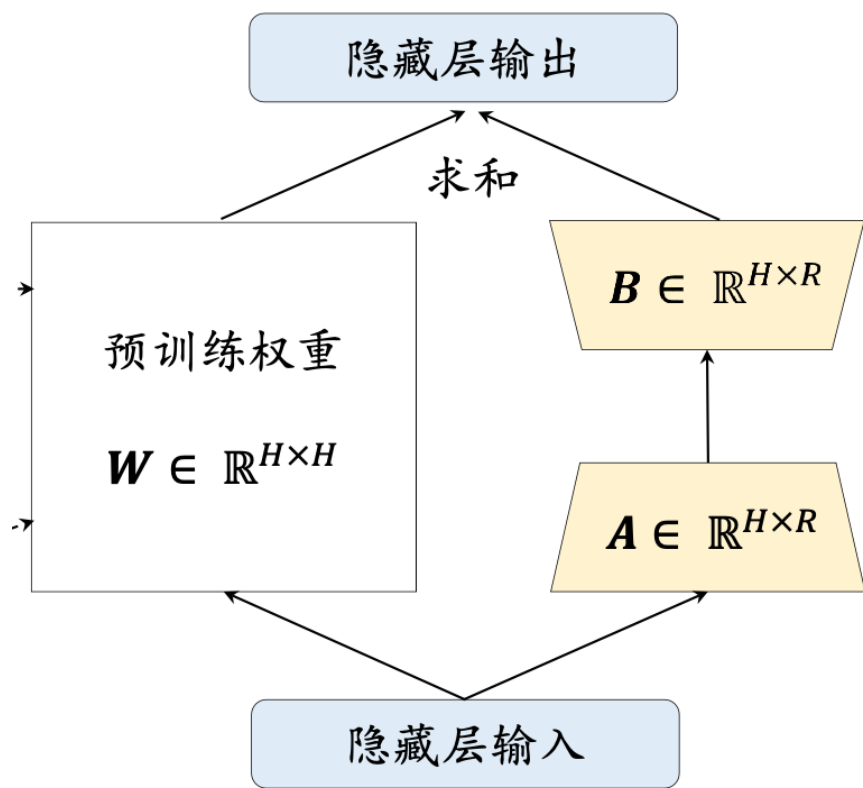 隐藏层输出
求和
预训练权重
W ∈ ℝ^{H×H}
B ∈ ℝ^{H×R}
A ∈ ℝ^{H×R}
隐藏层输入